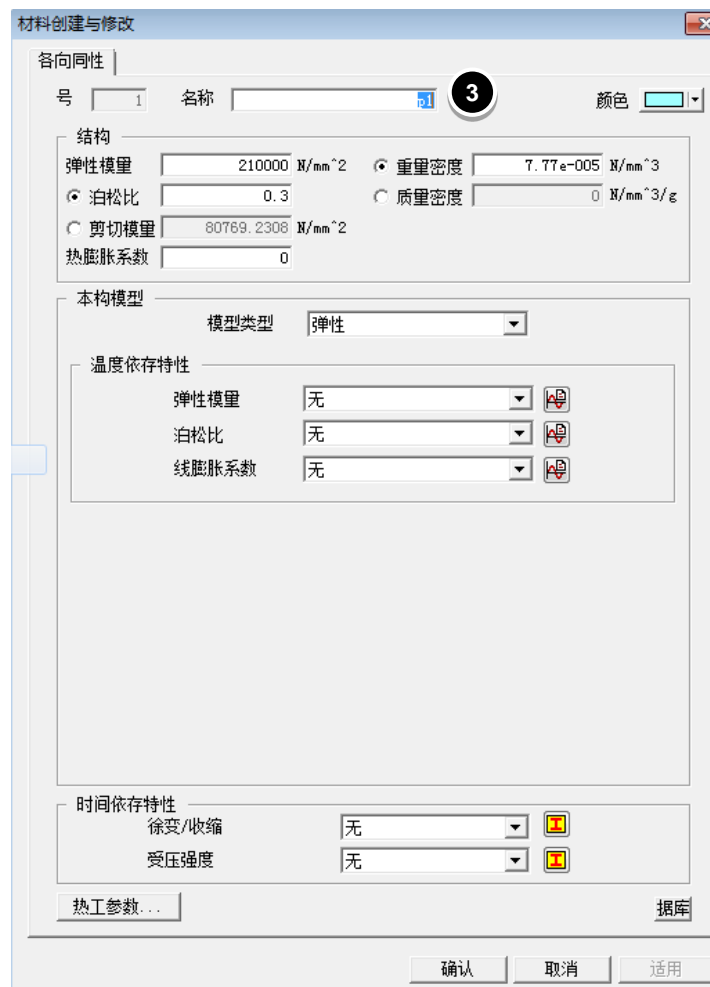 材料创建与修改
各向同性
号 1 名称 p1 3 颜色
结构
弹性模量 210000 N/mm^2 重量密度 7.77e-005 N/mm^3
泊松比 0.3 质量密度 0 N/mm^3/g
剪切模量 80769.2308 N/mm^2
热膨胀系数 0
本构模型
模型类型 弹性
温度依存特性
弹性模量 无
泊松比 无
线膨胀系数 无
时间依存特性
徐变/收缩 无
受压强度 无
热工参数... 据库
确认 取消 适用